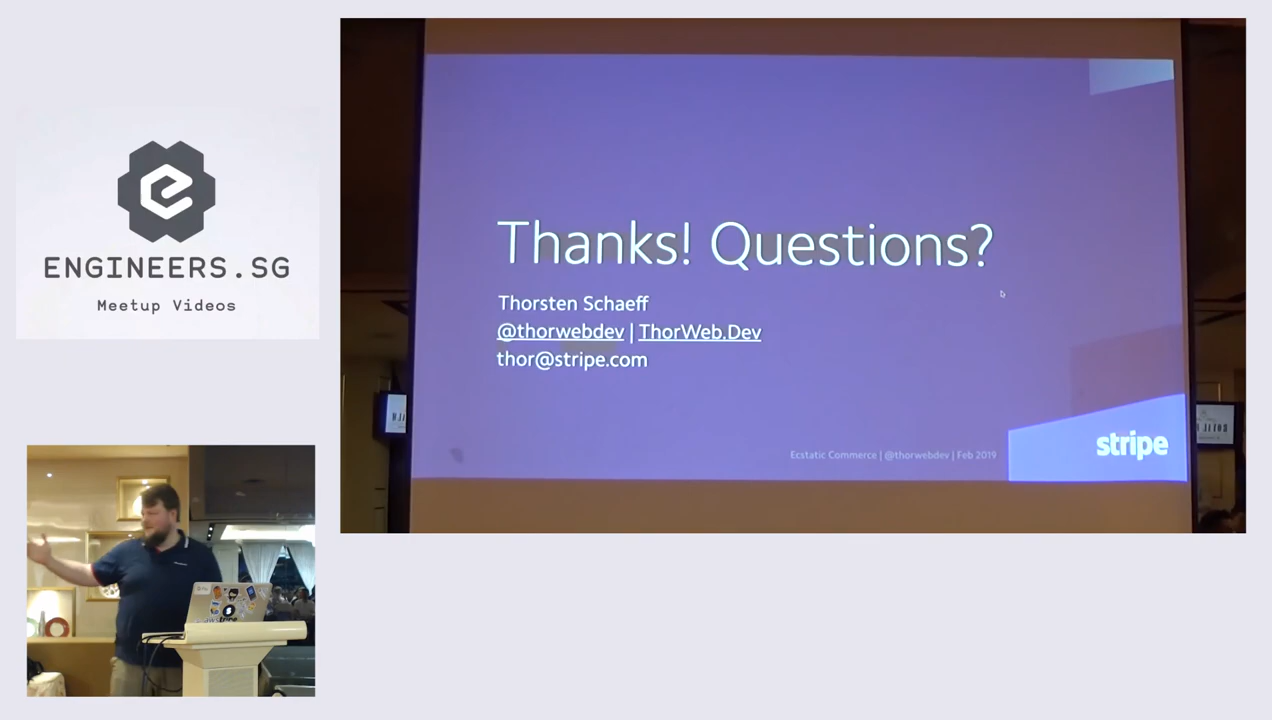 ENGINEERS.SG
Meetup Videos
Thanks! Questions?
Thorsten Schaeff
@thorwebdev | ThorWeb.Dev
thor@stripe.com
Ecstatic Commerce | @thorwebdev | Feb 2019
stripe